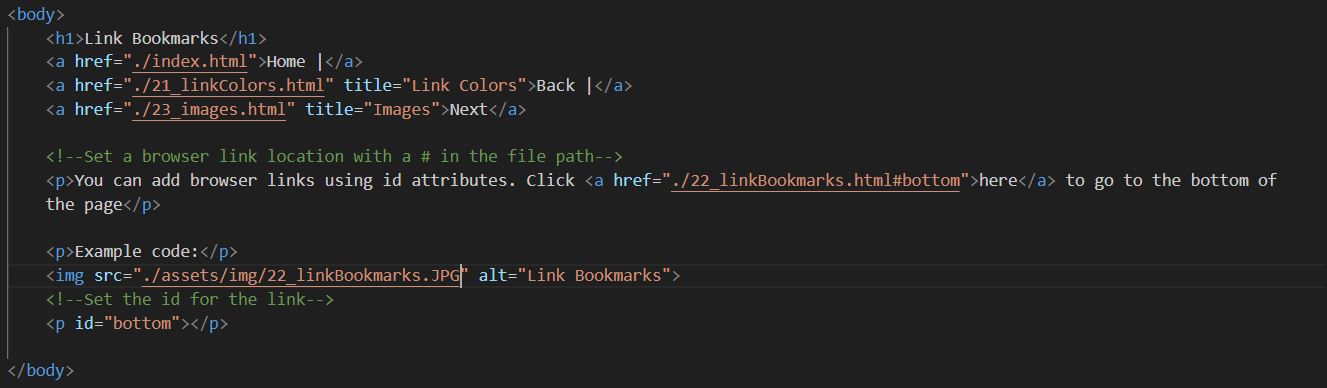 <body>
<h1>Link Bookmarks</h1>
<a href="./index.html">Home |</a>
<a href="./21_linkColors.html" title="Link Colors">Back |</a>
<a href="./23_images.html" title="Images">Next</a>
<!--Set a browser link location with a # in the file path-->
<p>You can add browser links using id attributes. Click <a href="./22_linkBookmarks.html#bottom">here</a> to go to the bottom of
the page</p>
<p>Example code:</p>
<img src="./assets/img/22_linkBookmarks.JPG" alt="Link Bookmarks">
<!--Set the id for the link-->
<p id="bottom"></p>
</body>